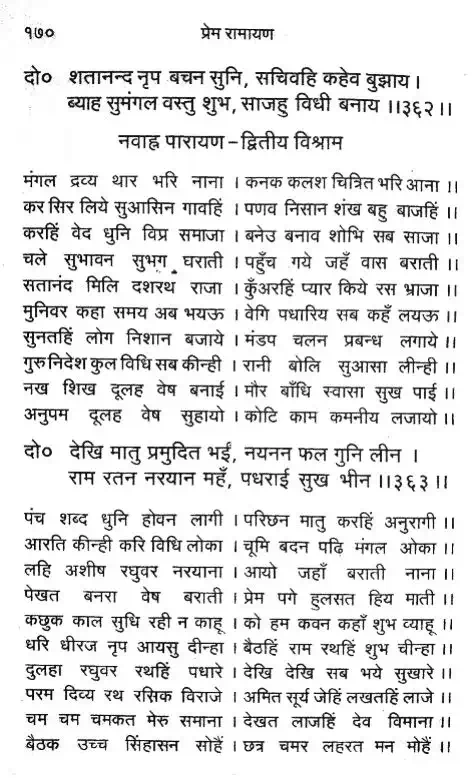 १७०
प्रेम रामायण
दो० शतानन्द नृप बचन सुनि, सचिवहि कहेव बुझाय ।
ब्याह सुमंगल वस्तु शुभ, साजहु विधी बनाय ।।३६२।।
नवाह्न पारायण – द्वितीय विश्राम
मंगल द्रव्य थार भरि नाना । कनक कलश चित्रित भरि आना ।।
कर सिर लिये सुआसिन गावहिं । पणव निसान शंख बहु बाजहिं ।।
करहिं वेद धुनि विप्र समाजा । बनेउ बनाव शोभि सब साजा ।।
चले सुभावन सुभग घराती । पहुँच गये जहँ वास बराती ।।
सतानंद मिलि दशरथ राजा । कुँअरहिं प्यार किये रस भ्राजा ।।
मुनिवर कहा समय अब भयऊ । वेगि पधारिय सब कहँ लयऊ ।।
सुनतहिं लोग निशान बजाये । मंडप चलन प्रबन्ध लगाये ।।
गुरु निदेश कुल विधि सब कीन्ही । रानी बोलि सुआसा लीन्ही ।।
नख शिख दूलह वेष बनाई । मौर बाँधि स्वासा सुख पाई ।।
अनुपम दूलह वेष सुहायो । कोटि काम कमनीय लजायो ।।
दो० देखि मातु प्रमुदित भईं, नयनन फल गुनि लीन ।
राम रतन नरयान महँ, पधराई सुख भीन ।।३६३।।
पंच शब्द धुनि होवन लागी । परिछन मातु करहिं अनुरागी ।।
आरति कीन्ही करि विधि लोका । चूमि बदन पढ़ि मंगल ओका ।।
लहि अशीष रघुवर नरयाना । आयो जहाँ बराती नाना ।।
पेखत बनरा वेष बराती । प्रेम पगे हुलसत हिय माती ।।
कछुक काल सुधि रही न काहू । को हम कवन कहाँ शुभ व्याहू ।।
धरि धीरज नृप आयसु दीन्हा । बैठहिं राम रथहिं शुभ चीन्हा ।।
दुलहा रघुवर रथहिं पधारे । देखि देखि सब भये सुखारे ।।
परम दिव्य रथ रसिक विराजे । अमित सूर्य जेहिं लखतहिं लाजे ।।
चम चम चमकत मेरु समाना । देखत लाजहिं देव विमाना ।।
बैठक उच्च सिंहासन सोहैं । छत्र चमर लहरत मन मोहैं ।।